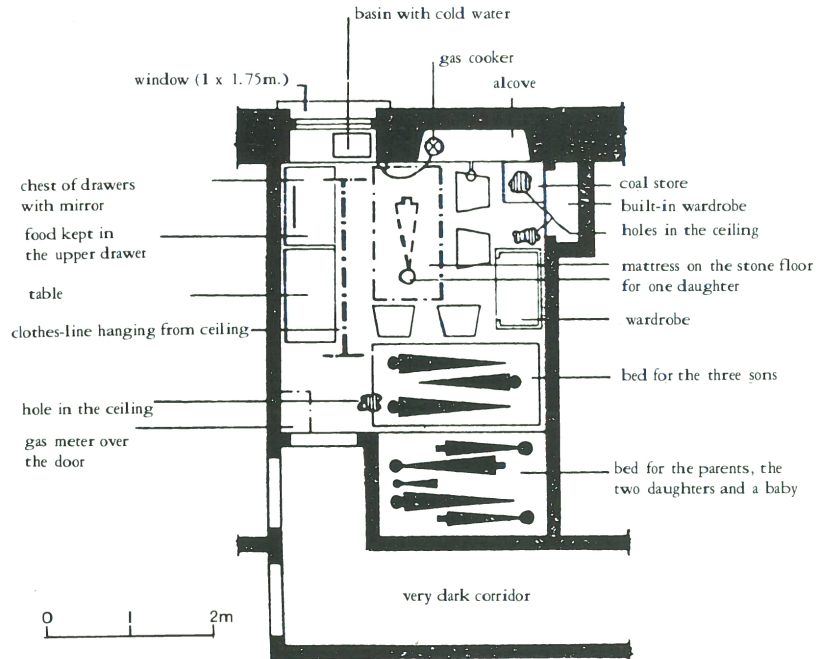 basin with cold water
gas cooker
window (1 x 1.75m.)
alcove
chest of drawers
with mirror
food kept in
the upper drawer
table
clothes-line hanging from ceiling
hole in the ceiling
gas meter over
the door
coal store
built-in wardrobe
holes in the ceiling
mattress on the stone floor
for one daughter
wardrobe
bed for the three sons
bed for the parents, the
two daughters and a baby
very dark corridor
0 1 2m